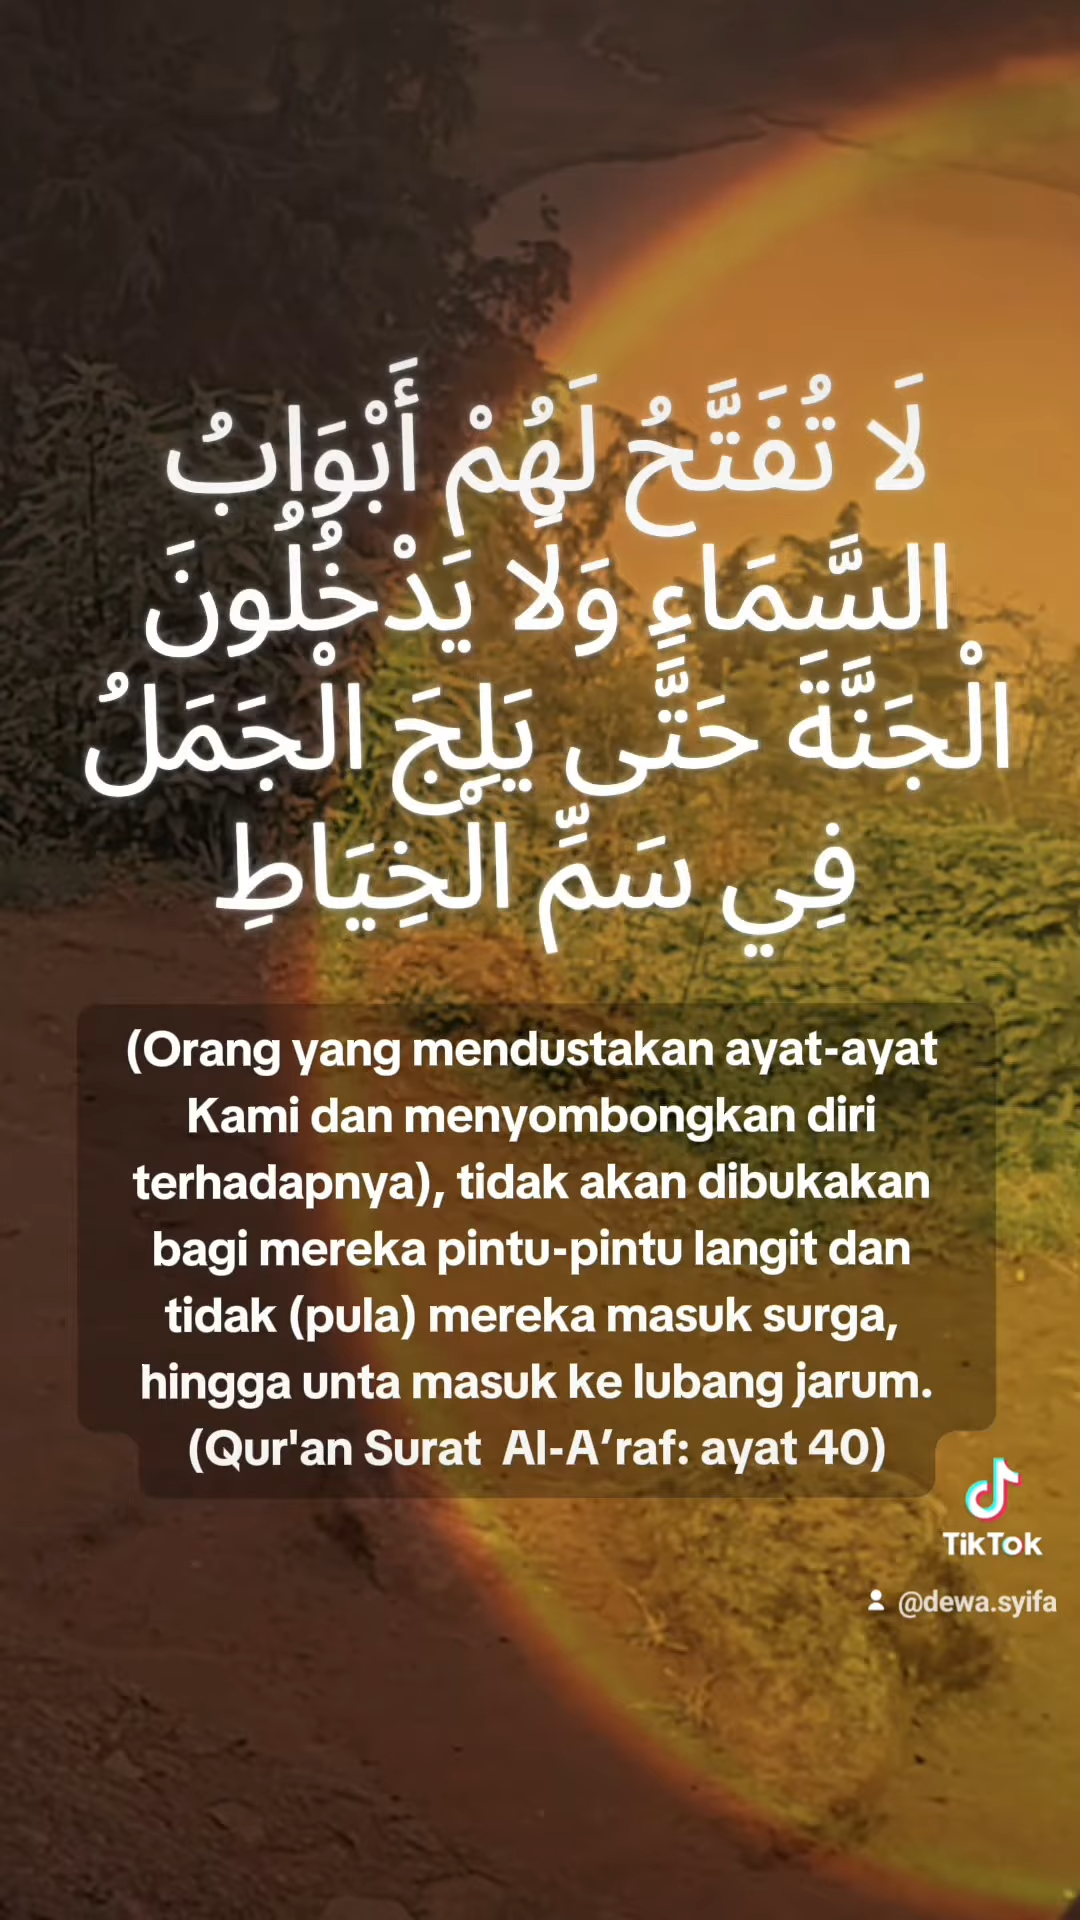 لَا تُفَتَّحُ لَهُمْ أَبْوَابُ
السَّمَاءِ وَلَا يَدْخُلُونَ
الْجَنَّةَ حَتَّى يَلِجَ الْجَمَلُ
فِي سَمِّ الْخِيَاطِ
(Orang yang mendustakan ayat-ayat
Kami dan menyombongkan diri
terhadapnya), tidak akan dibukakan
bagi mereka pintu-pintu langit dan
tidak (pula) mereka masuk surga,
hingga unta masuk ke lubang jarum.
(Qur'an Surat  Al-A’raf: ayat 40)
TikTok
@dewa.syifa